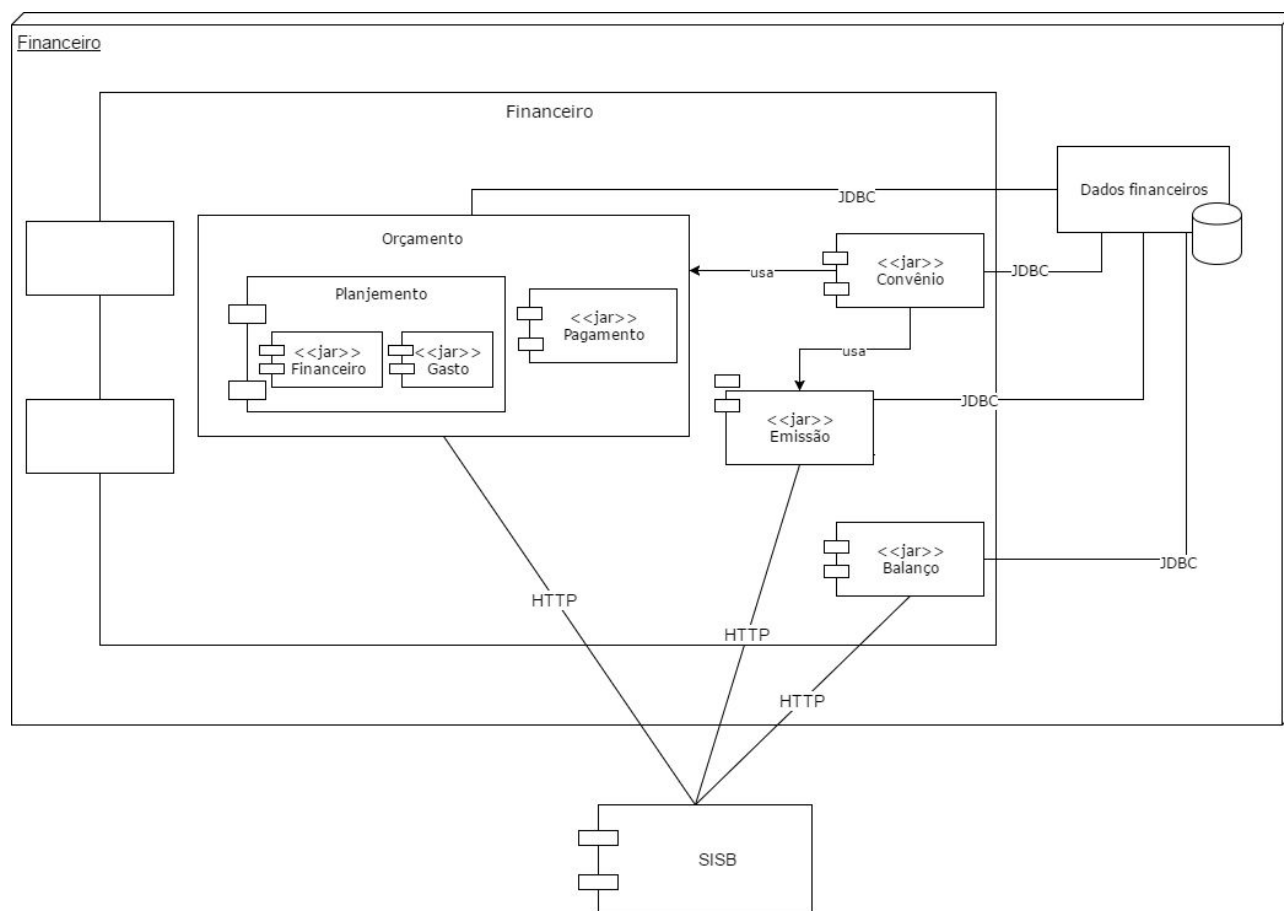 Financeiro
Financeiro
Dados financeiros
JDBC
Orçamento
<<jar>>
Convênio
usa
JDBC
Planjemento
<<jar>>
Pagamento
<<jar>>
Financeiro
<<jar>>
Gasto
usa
<<jar>>
Emissão
JDBC
<<jar>>
Balanço
JDBC
HTTP
HTTP
HTTP
SISB